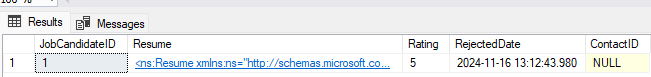 Results Messages
JobCandidateID Resume Rating RejectedDate ContactID
1 1 <ns:Resume xmlns:ns="http://schemas.microsoft.co... 5 2024-11-16 13:12:43.980 NULL